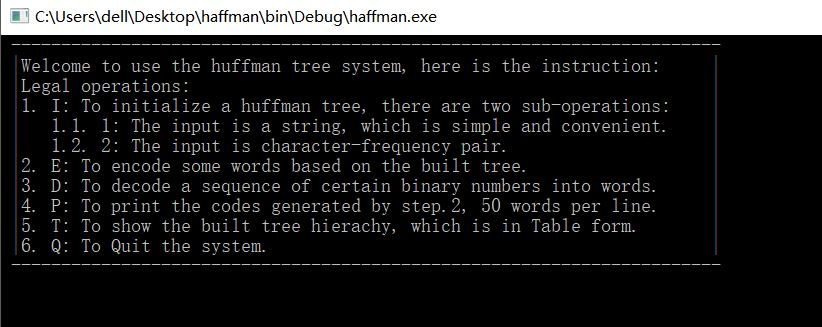 C:\Users\dell\Desktop\haffman\bin\Debug\haffman.exe
Welcome to use the huffman tree system, here is the instruction:
Legal operations:
1. I: To initialize a huffman tree, there are two sub-operations:
1.1. 1: The input is a string, which is simple and convenient.
1.2. 2: The input is character-frequency pair.
2. E: To encode some words based on the built tree.
3. D: To decode a sequence of certain binary numbers into words.
4. P: To print the codes generated by step.2, 50 words per line.
5. T: To show the built tree hierachy, which is in Table form.
6. Q: To Quit the system.